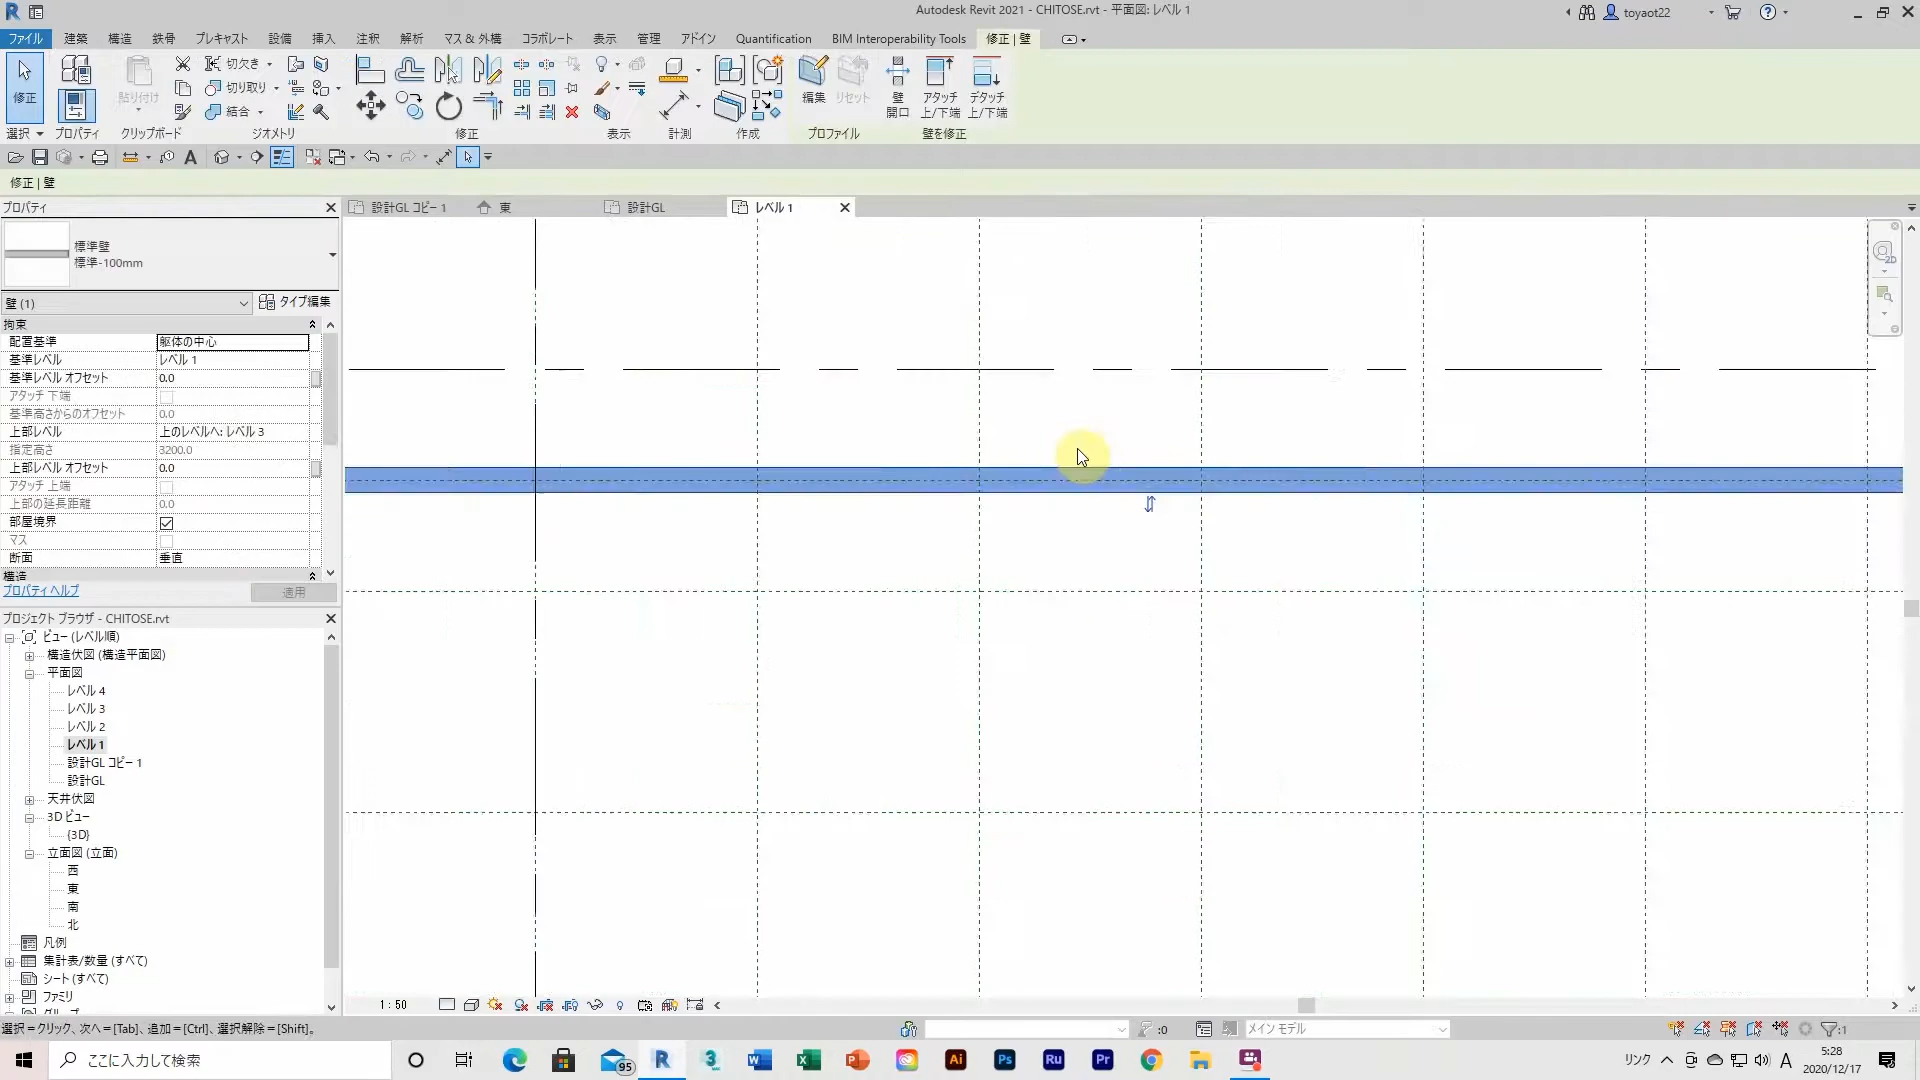 Autodesk Revit 2021 - CHITOSE.rvt - 平面図: レベル 1
toyaot22
ファイル 建築 構造 鉄骨 プレキャスト 設備 挿入 注釈 解析 マス & 外構 コラボレート 表示 管理 アドイン Quantification BIM Interoperability Tools 修正 | 壁
修正 貼り付け 切欠き 切り取り 結合 編集 リセット 壁 開口 アタッチ 上/下端 デタッチ 上/下端
選択 プロパティ クリップボード ジオメトリ 修正 表示 計測 作成 プロファイル 壁を修正
修正 | 壁
プロパティ
設計GL コピー 1 東 設計GL レベル 1
標準壁
標準-100mm
壁 (1) タイプ編集
拘束
配置基準 躯体の中心
基準レベル レベル 1
基準レベル オフセット 0.0
アタッチ 下端
基準高さからのオフセット 0.0
上部レベル 上のレベルへ: レベル 3
指定高さ 3200.0
上部レベル オフセット 0.0
アタッチ 上端
上部の延長距離 0.0
部屋境界
マス
断面 垂直
構造
プロパティ ヘルプ 適用
プロジェクト ブラウザ - CHITOSE.rvt
ビュー (レベル順)
構造伏図 (構造平面図)
平面図
レベル 4
レベル 3
レベル 2
レベル 1
設計GL コピー 1
設計GL
天井伏図
3D ビュー
{3D}
立面図 (立面)
西
東
南
北
凡例
集計表/数量 (すべて)
シート (すべて)
ファミリ
1 : 50
選択＝クリック、次へ＝[Tab]、追加＝[Ctrl]、選択解除＝[Shift]。
:0
メイン モデル
:1
ここに入力して検索
95
リンク
A
5:28
2020/12/17